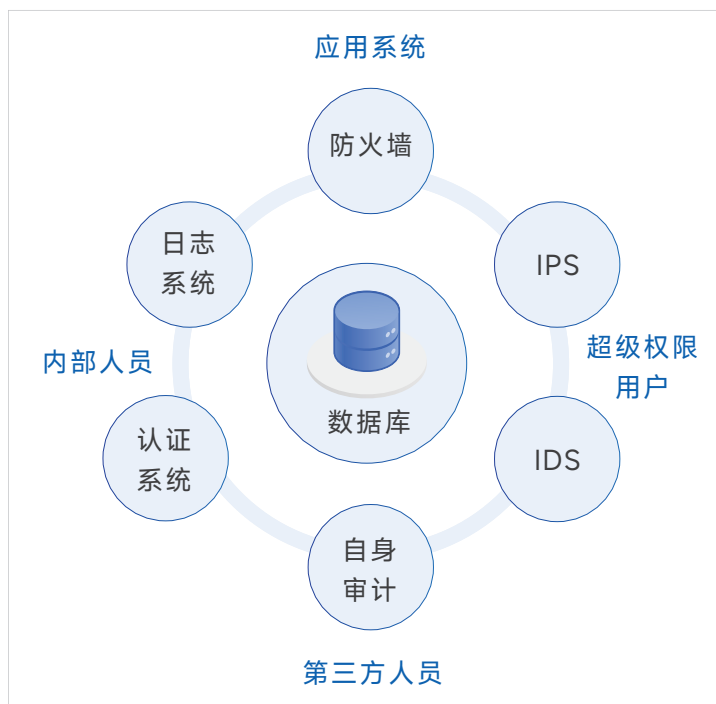 应用系统
防火墙
日志
系统
IPS
内部人员
超级权限
用户
数据库
认证
系统
IDS
自身
审计
第三方人员